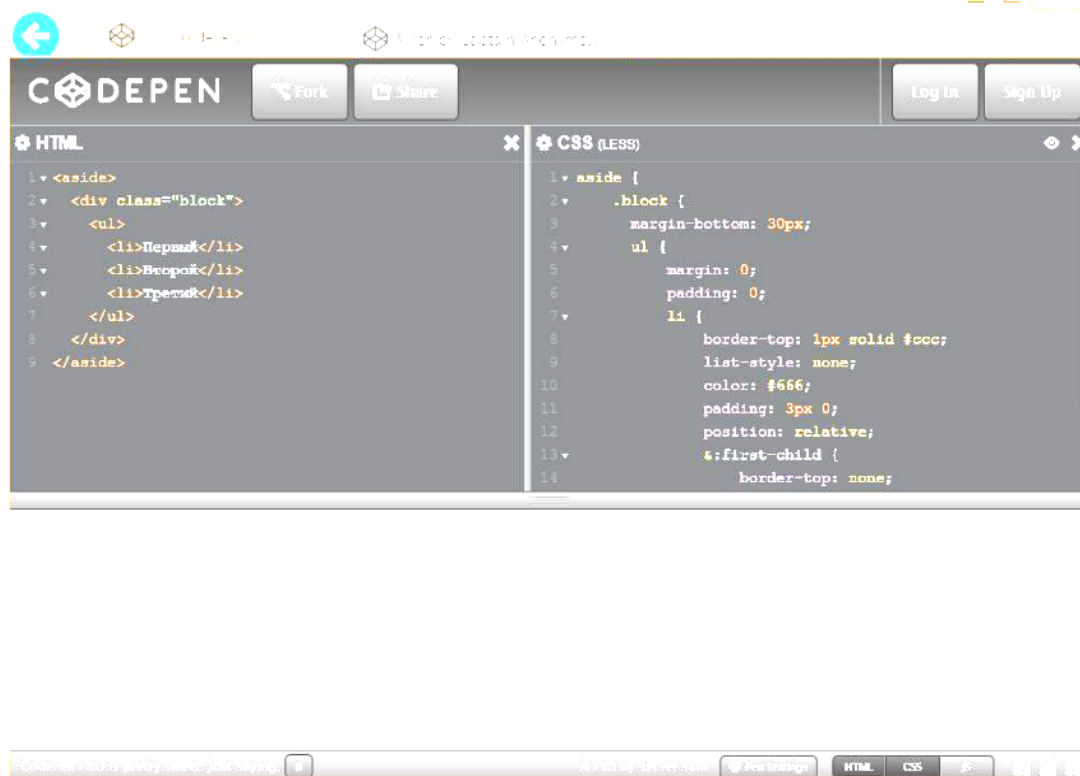 CODEPEN
Fork
Share
Log In
Sign Up
HTML
CSS (LESS)
1 <aside>
2 <div class="block">
3 <ul>
4 <li>Первый</li>
5 <li>Второй</li>
6 <li>Третий</li>
7 </ul>
8 </div>
9 </aside>
1 aside {
2 .block {
3 margin-bottom: 30px;
4 ul {
5 margin: 0;
6 padding: 0;
7 li {
8 border-top: 1px solid #ccc;
9 list-style: none;
10 color: #666;
11 padding: 3px 0;
12 position: relative;
13 &:first-child {
14 border-top: none;
HTML CSS JS